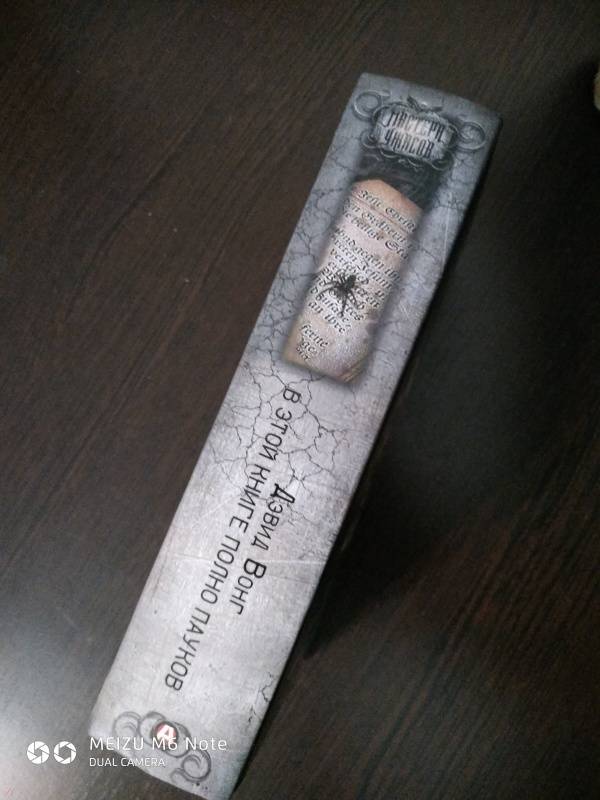 МАСТЕРА
УЖАСОВ
Дэвид Вонг
В ЭТОЙ КНИГЕ ПОЛНО ПАУКОВ
MEIZU M6 Note
DUAL CAMERA